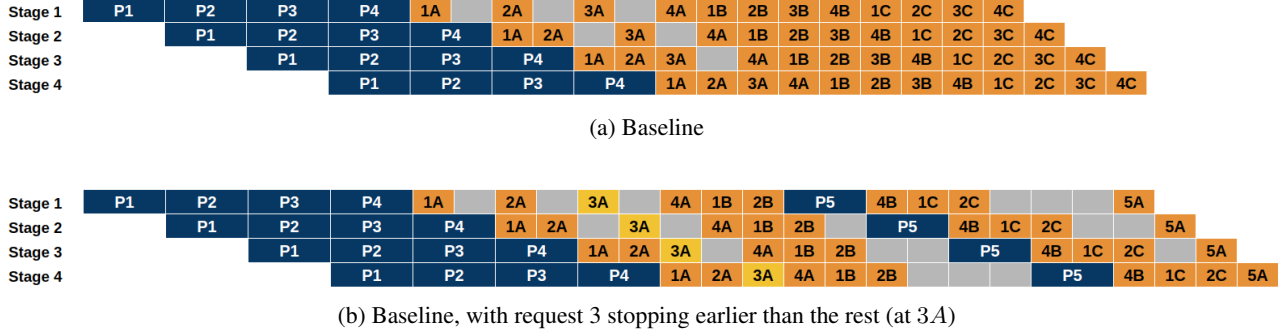 Stage 1 P1 P2 P3 P4 1A 2A 3A 4A 1B 2B 3B 4B 1C 2C 3C 4C
Stage 2 P1 P2 P3 P4 1A 2A 3A 4A 1B 2B 3B 4B 1C 2C 3C 4C
Stage 3 P1 P2 P3 P4 1A 2A 3A 4A 1B 2B 3B 4B 1C 2C 3C 4C
Stage 4 P1 P2 P3 P4 1A 2A 3A 4A 1B 2B 3B 4B 1C 2C 3C 4C
(a) Baseline
Stage 1 P1 P2 P3 P4 1A 2A 3A 4A 1B 2B P5 4B 1C 2C 5A
Stage 2 P1 P2 P3 P4 1A 2A 3A 4A 1B 2B P5 4B 1C 2C 5A
Stage 3 P1 P2 P3 P4 1A 2A 3A 4A 1B 2B P5 4B 1C 2C 5A
Stage 4 P1 P2 P3 P4 1A 2A 3A 4A 1B 2B P5 4B 1C 2C 5A
(b) Baseline, with request 3 stopping earlier than the rest (at 3A)